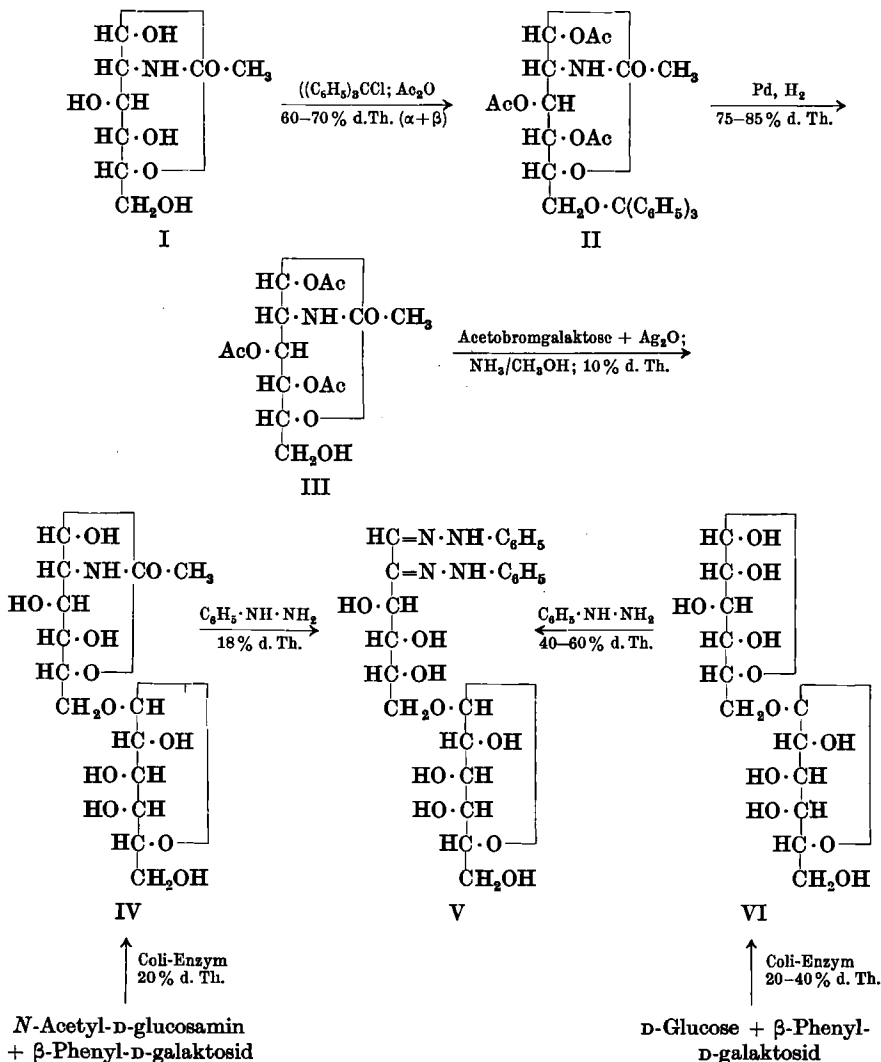 HC·OH
HC·NH·CO·CH₃
HO·CH
HC·OH
HC·O
CH₂OH
I
((C₆H₅)₃CCl; Ac₂O
60–70% d.Th. (α+β)
HC·OAc
HC·NH·CO·CH₃
AcO·CH
HC·OAc
HC·O
CH₂O·C(C₆H₅)₃
II
Pd, H₂
75–85% d. Th.
HC·OAc
HC·NH·CO·CH₃
AcO·CH
HC·OAc
HC·O
CH₂OH
III
Acetobromgalaktose + Ag₂O;
NH₃/CH₃OH; 10% d. Th.
HC·OH
HC·NH·CO·CH₃
HO·CH
HC·OH
HC·O
CH₂O·CH
HC·OH
HO·CH
HO·CH
HC·O
CH₂OH
IV
C₆H₅·NH·NH₂
18% d. Th.
HC=N·NH·C₆H₅
C=N·NH·C₆H₅
HO·CH
HC·OH
HC·OH
CH₂O·CH
HC·OH
HO·CH
HO·CH
HC·O
CH₂OH
V
C₆H₅·NH·NH₂
40–60% d. Th.
HC·OH
HC·OH
HO·CH
HC·OH
HC·O
CH₂O·C
HC·OH
HO·CH
HO·CH
HC·O
CH₂OH
VI
Coli-Enzym
20% d. Th.
N-Acetyl-D-glucosamin
+ β-Phenyl-D-galaktosid
Coli-Enzym
20–40% d. Th.
D-Glucose + β-Phenyl-
D-galaktosid